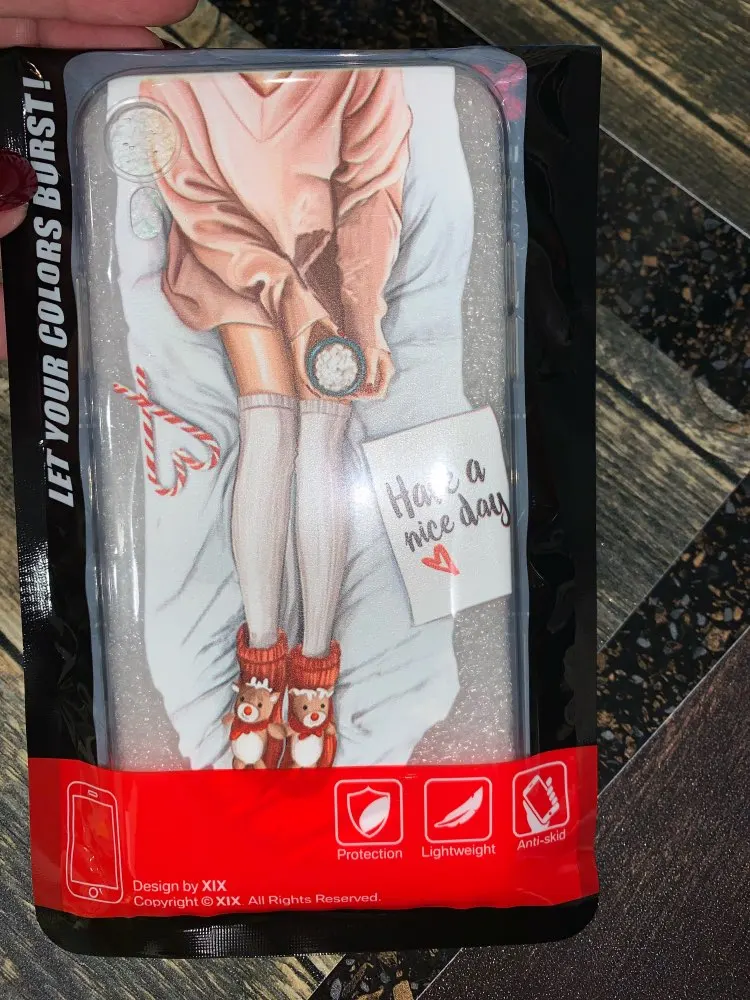 LET YOUR COLORS BURST!
Have a
nice day
Protection
Lightweight
Anti-skid
Design by XIX
Copyright © XIX. All Rights Reserved.